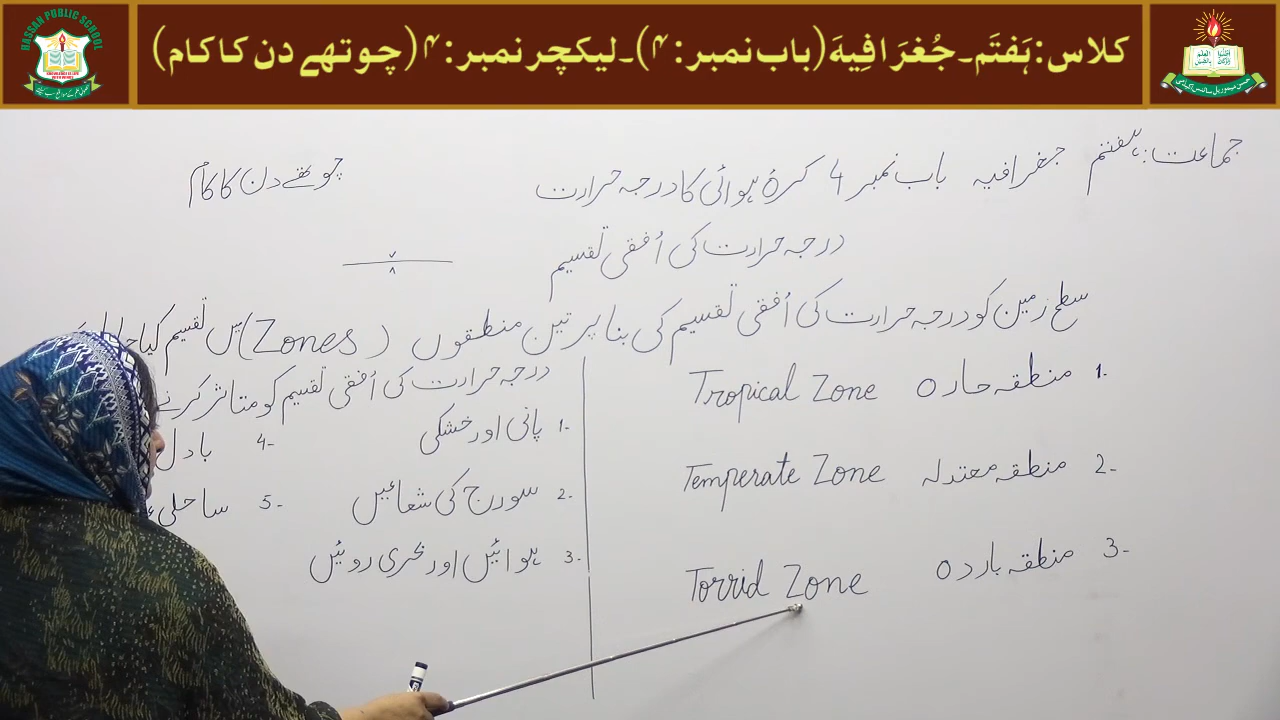 کلاس: ہَفتَم۔ جُغرَافِیہَ (باب نمبر: ۴)۔ لیکچر نمبر: ۴ (چوتھے دن کا کام)
HASSAN PUBLIC SCHOOL
جماعت: ہفتم جغرافیہ باب نمبر 4 کرۂ ہوائی کا درجہ حرارت
چوتھے دن کا کام
درجہ حرارت کی اُفقی تقسیم
سطح زمین کو درجہ حرارت کی اُفقی تقسیم کی بنا پر تین منطقوں (Zones) میں تقسیم کیا
1. منطقہ حارہ Tropical Zone
2- منطقہ معتدلہ Temperate Zone
3- منطقہ باردہ Torrid Zone
درجہ حرارت کی اُفقی تقسیم کو متاثر کرنے
1- پانی اور خشکی
2- سورج کی شعائیں
3- ہوائیں اور بحری روئیں
4- بادل
5- ساحلی